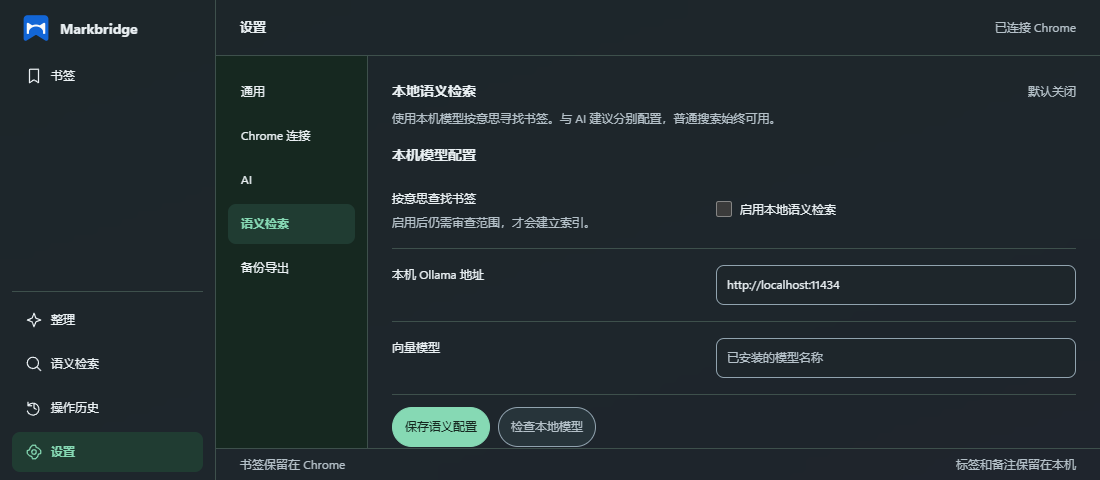 Markbridge
书签
整理
语义检索
操作历史
设置
设置
已连接 Chrome
通用
Chrome 连接
AI
语义检索
备份导出
本地语义检索
默认关闭
使用本机模型按意思寻找书签。与 AI 建议分别配置，普通搜索始终可用。
本机模型配置
按意思查找书签
启用后仍需审查范围，才会建立索引。
启用本地语义检索
本机 Ollama 地址
http://localhost:11434
向量模型
已安装的模型名称
保存语义配置
检查本地模型
书签保留在 Chrome
标签和备注保留在本机